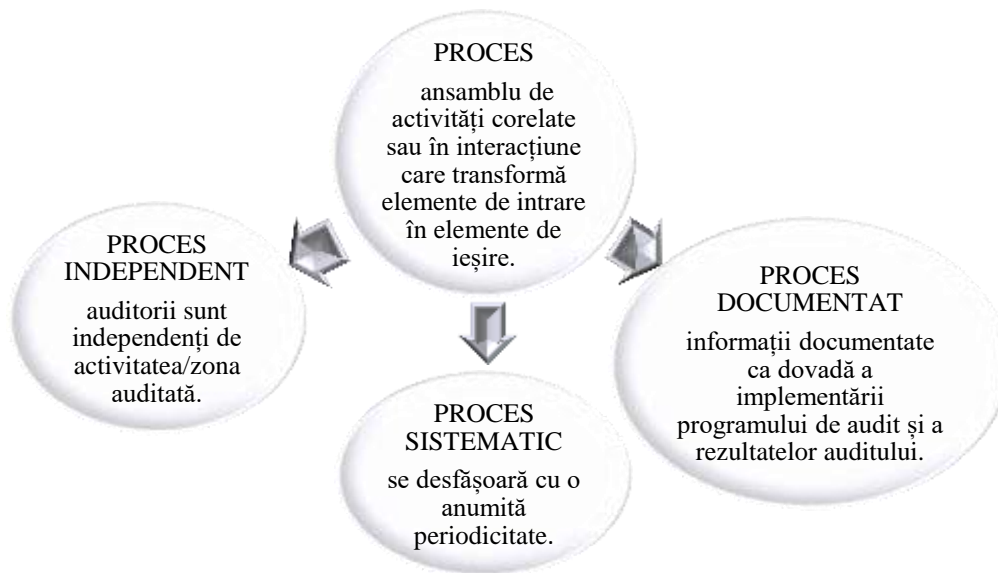 PROCES
ansamblu de
activități corelate
sau în interacțiune
care transformă
elemente de intrare
în elemente de
ieșire.
PROCES
INDEPENDENT
auditorii sunt
independenți de
activitatea/zona
auditată.
PROCES
SISTEMATIC
se desfășoară cu o
anumită
periodicitate.
PROCES
DOCUMENTAT
informații documentate
ca dovadă a
implementării
programului de audit și a
rezultatelor auditului.